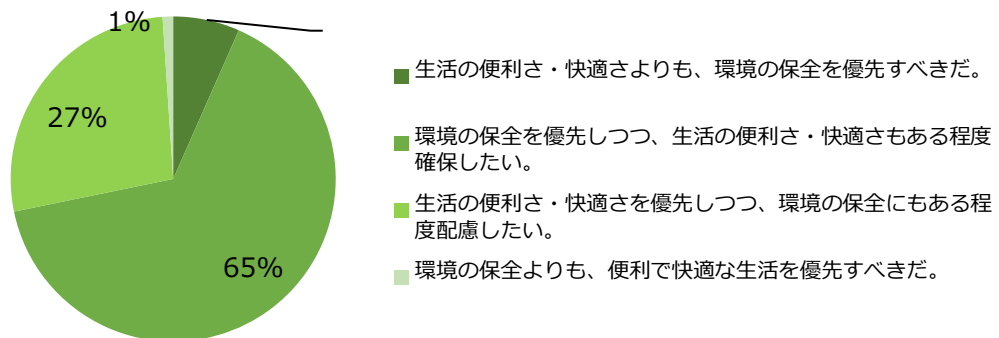 1%
27%
65%
生活の便利さ・快適さよりも、環境の保全を優先すべきだ。
環境の保全を優先しつつ、生活の便利さ・快適さもある程度
確保したい。
生活の便利さ・快適さを優先しつつ、環境の保全にもある程
度配慮したい。
環境の保全よりも、便利で快適な生活を優先すべきだ。